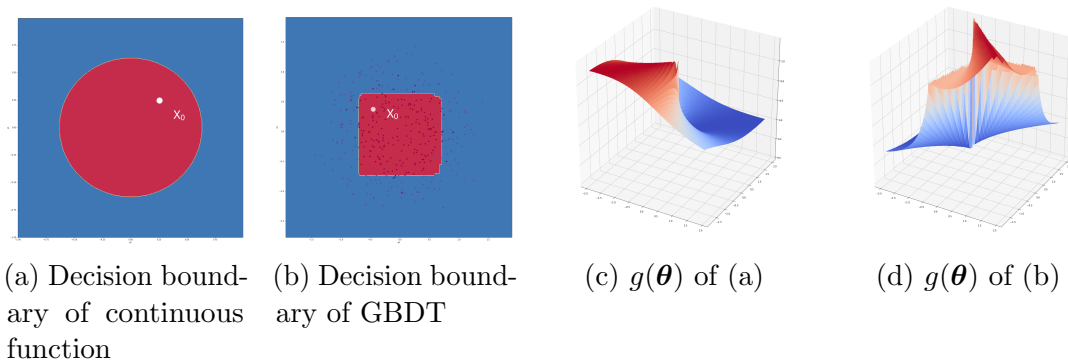 X₀
X₀
(a) Decision bound-
ary of continuous
function
(b) Decision bound-
ary of GBDT
(c) g(θ) of (a)
(d) g(θ) of (b)